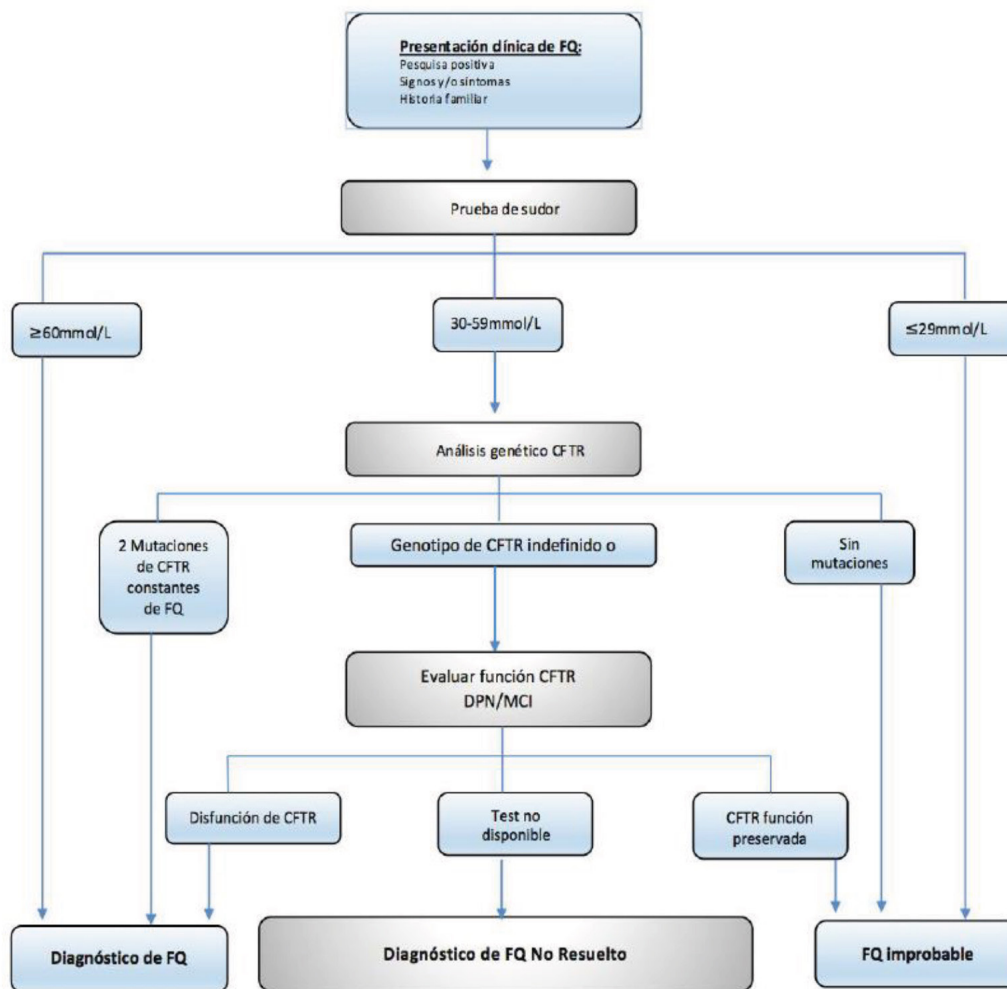 Presentación clínica de FQ:
Pesquisa positiva
Signos y/o síntomas
Historia familiar
Prueba de sudor
≥60mmol/L
30-59mmol/L
≤29mmol/L
Análisis genético CFTR
2 Mutaciones
de CFTR
constantes
de FQ
Genotipo de CFTR indefinido o
Sin
mutaciones
Evaluar función CFTR
DPN/MCI
Disfunción de CFTR
Test no
disponible
CFTR función
preservada
Diagnóstico de FQ
Diagnóstico de FQ No Resuelto
FQ improbable